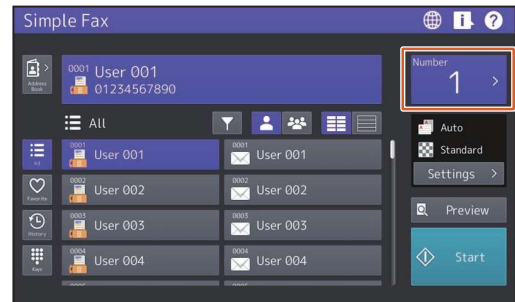 Simple Fax
Address
Book
0001 User 001
01234567890
Number
1
All
All
0001 User 001
0001 User 001
Favorite
0002 User 002
0002 User 002
History
0003 User 003
0003 User 003
Keys
0004 User 004
0004 User 004
Auto
Standard
Settings
Preview
Start